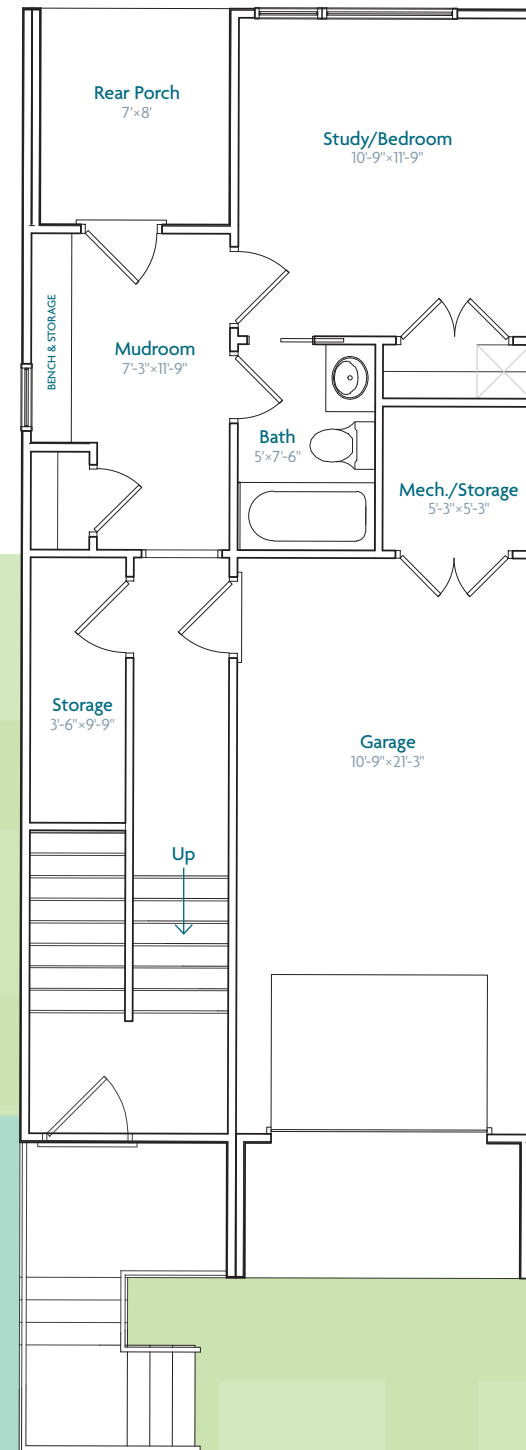 Rear Porch
7'×8'
Study/Bedroom
10'-9"×11'-9"
BENCH & STORAGE
Mudroom
7'-3"×11'-9"
Bath
5'×7'-6"
Mech./Storage
5'-3"×5'-3"
Storage
3'-6"×9'-9"
Garage
10'-9"×21'-3"
Up